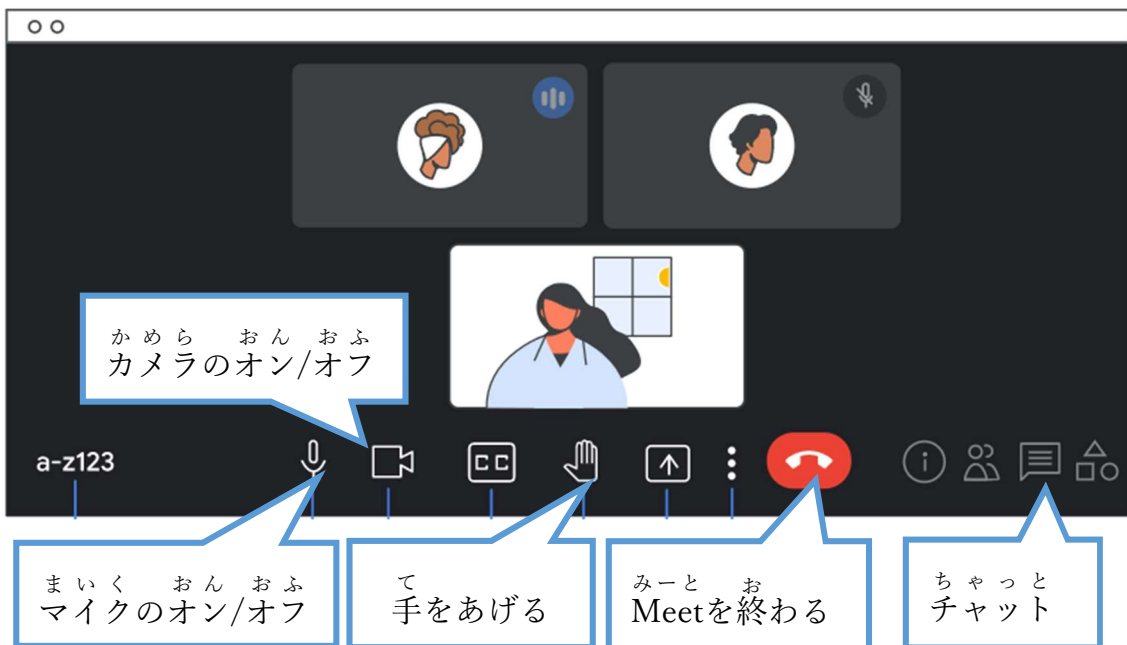 かめら おん おふ
カメラのオン/オフ
a-z123
CC
まいく おん おふ
マイクのオン/オフ
て
手をあげる
みーと お
Meetを終わる
ちゃっと
チャット